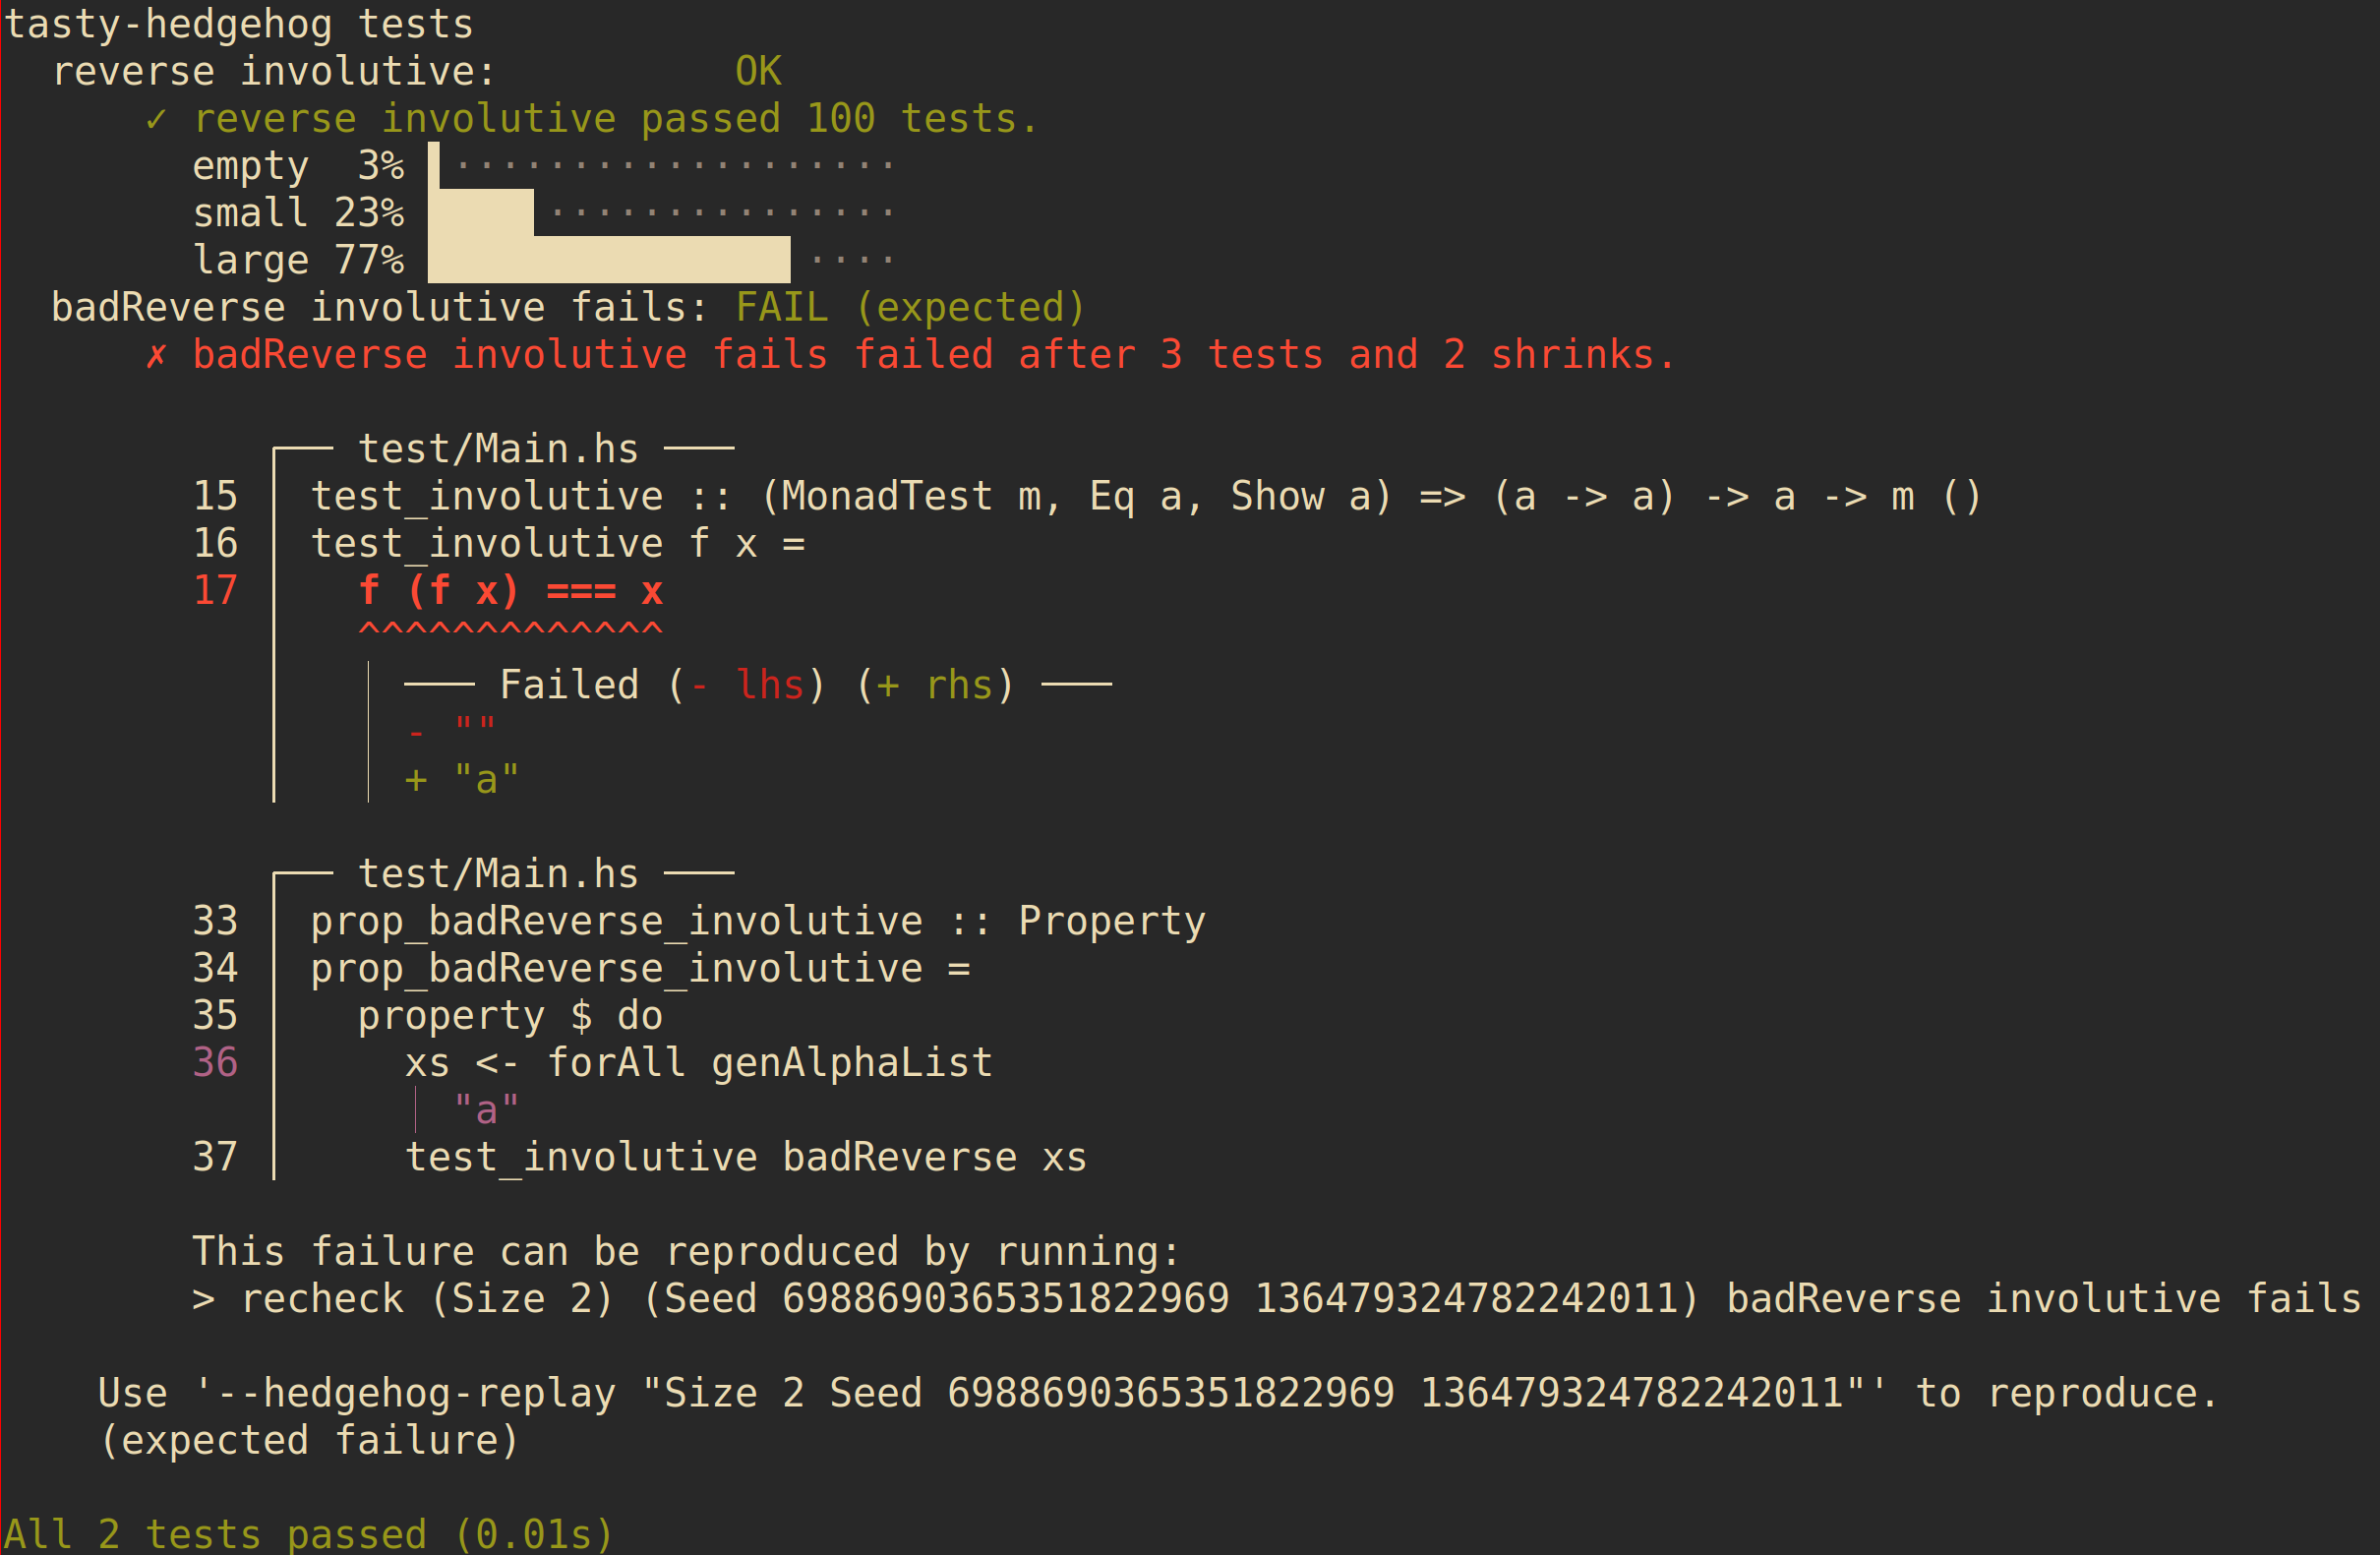 tasty-hedgehog tests
  reverse involutive:          OK
      ✓ reverse involutive passed 100 tests.
        empty  3% ▌···················
        small 23% ████▌···············
        large 77% ███████████████▍····
  badReverse involutive fails: FAIL (expected)
      ✗ badReverse involutive fails failed after 3 tests and 2 shrinks.

           ┏━━ test/Main.hs ━━━
        15 ┃ test_involutive :: (MonadTest m, Eq a, Show a) => (a -> a) -> a -> m ()
        16 ┃ test_involutive f x =
        17 ┃   f (f x) === x
           ┃   ^^^^^^^^^^^^^
           ┃   │ ━━━ Failed (- lhs) (+ rhs) ━━━
           ┃   │ - ""
           ┃   │ + "a"

           ┏━━ test/Main.hs ━━━
        33 ┃ prop_badReverse_involutive :: Property
        34 ┃ prop_badReverse_involutive =
        35 ┃   property $ do
        36 ┃     xs <- forAll genAlphaList
           ┃     │ "a"
        37 ┃     test_involutive badReverse xs

        This failure can be reproduced by running:
        > recheck (Size 2) (Seed 6988690365351822969 136479324782242011) badReverse involutive fails

    Use '--hedgehog-replay "Size 2 Seed 6988690365351822969 136479324782242011"' to reproduce.
    (expected failure)

All 2 tests passed (0.01s)